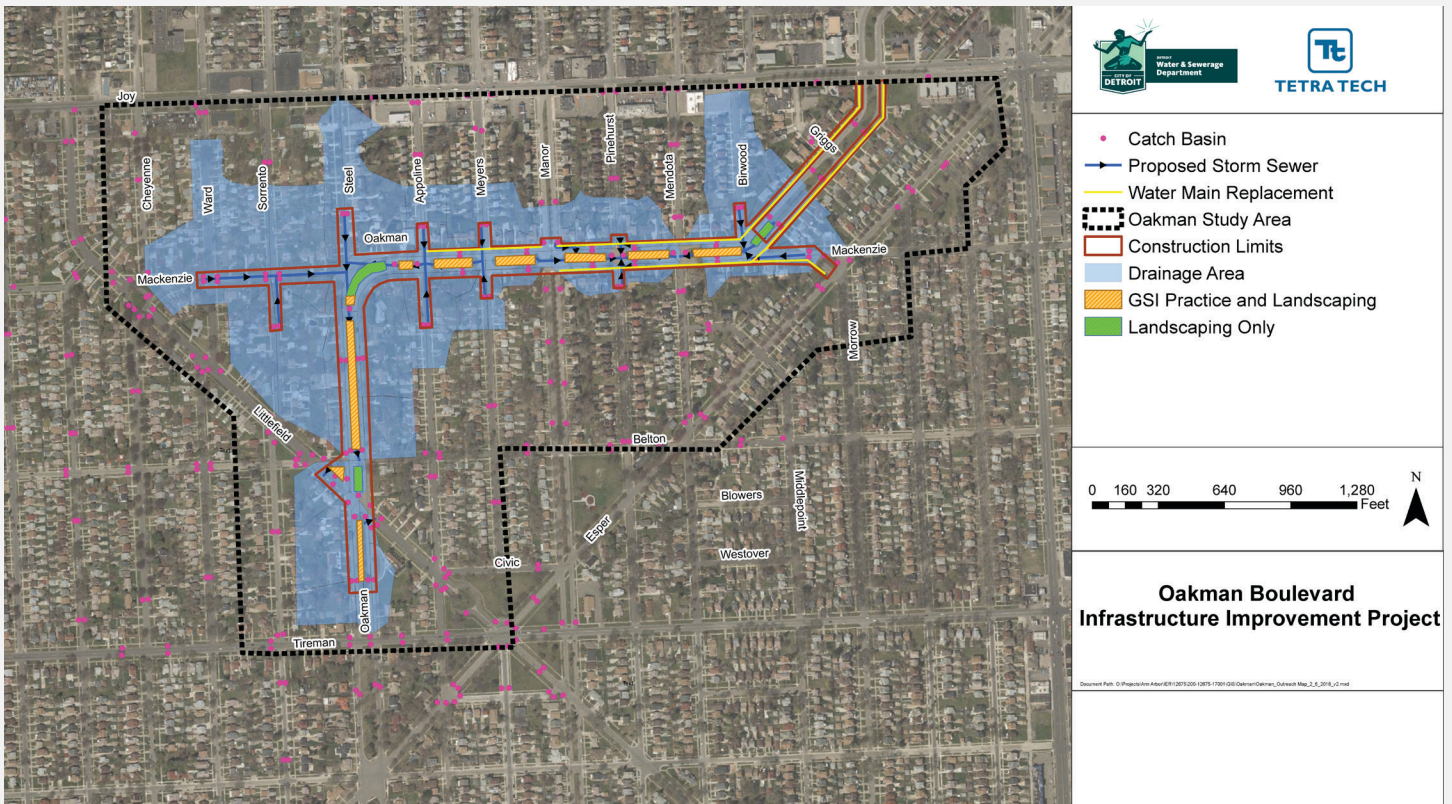 Joy
Cheyenne
Ward
Sorrento
Steel
Appoline
Meyers
Manor
Pinehurst
Mendota
Birwood
Griggs
Oakman
Mackenzie
Mackenzie
Morrow
Littlefield
Belton
Blowers
Middlepoint
Esper
Westover
Civic
Oakman
Tireman
CITY OF
DETROIT
DETROIT
Water & Sewerage
Department
Tt
TETRA TECH
Catch Basin
Proposed Storm Sewer
Water Main Replacement
Oakman Study Area
Construction Limits
Drainage Area
GSI Practice and Landscaping
Landscaping Only
0 160 320 640 960 1,280
Feet
N
Oakman Boulevard
Infrastructure Improvement Project